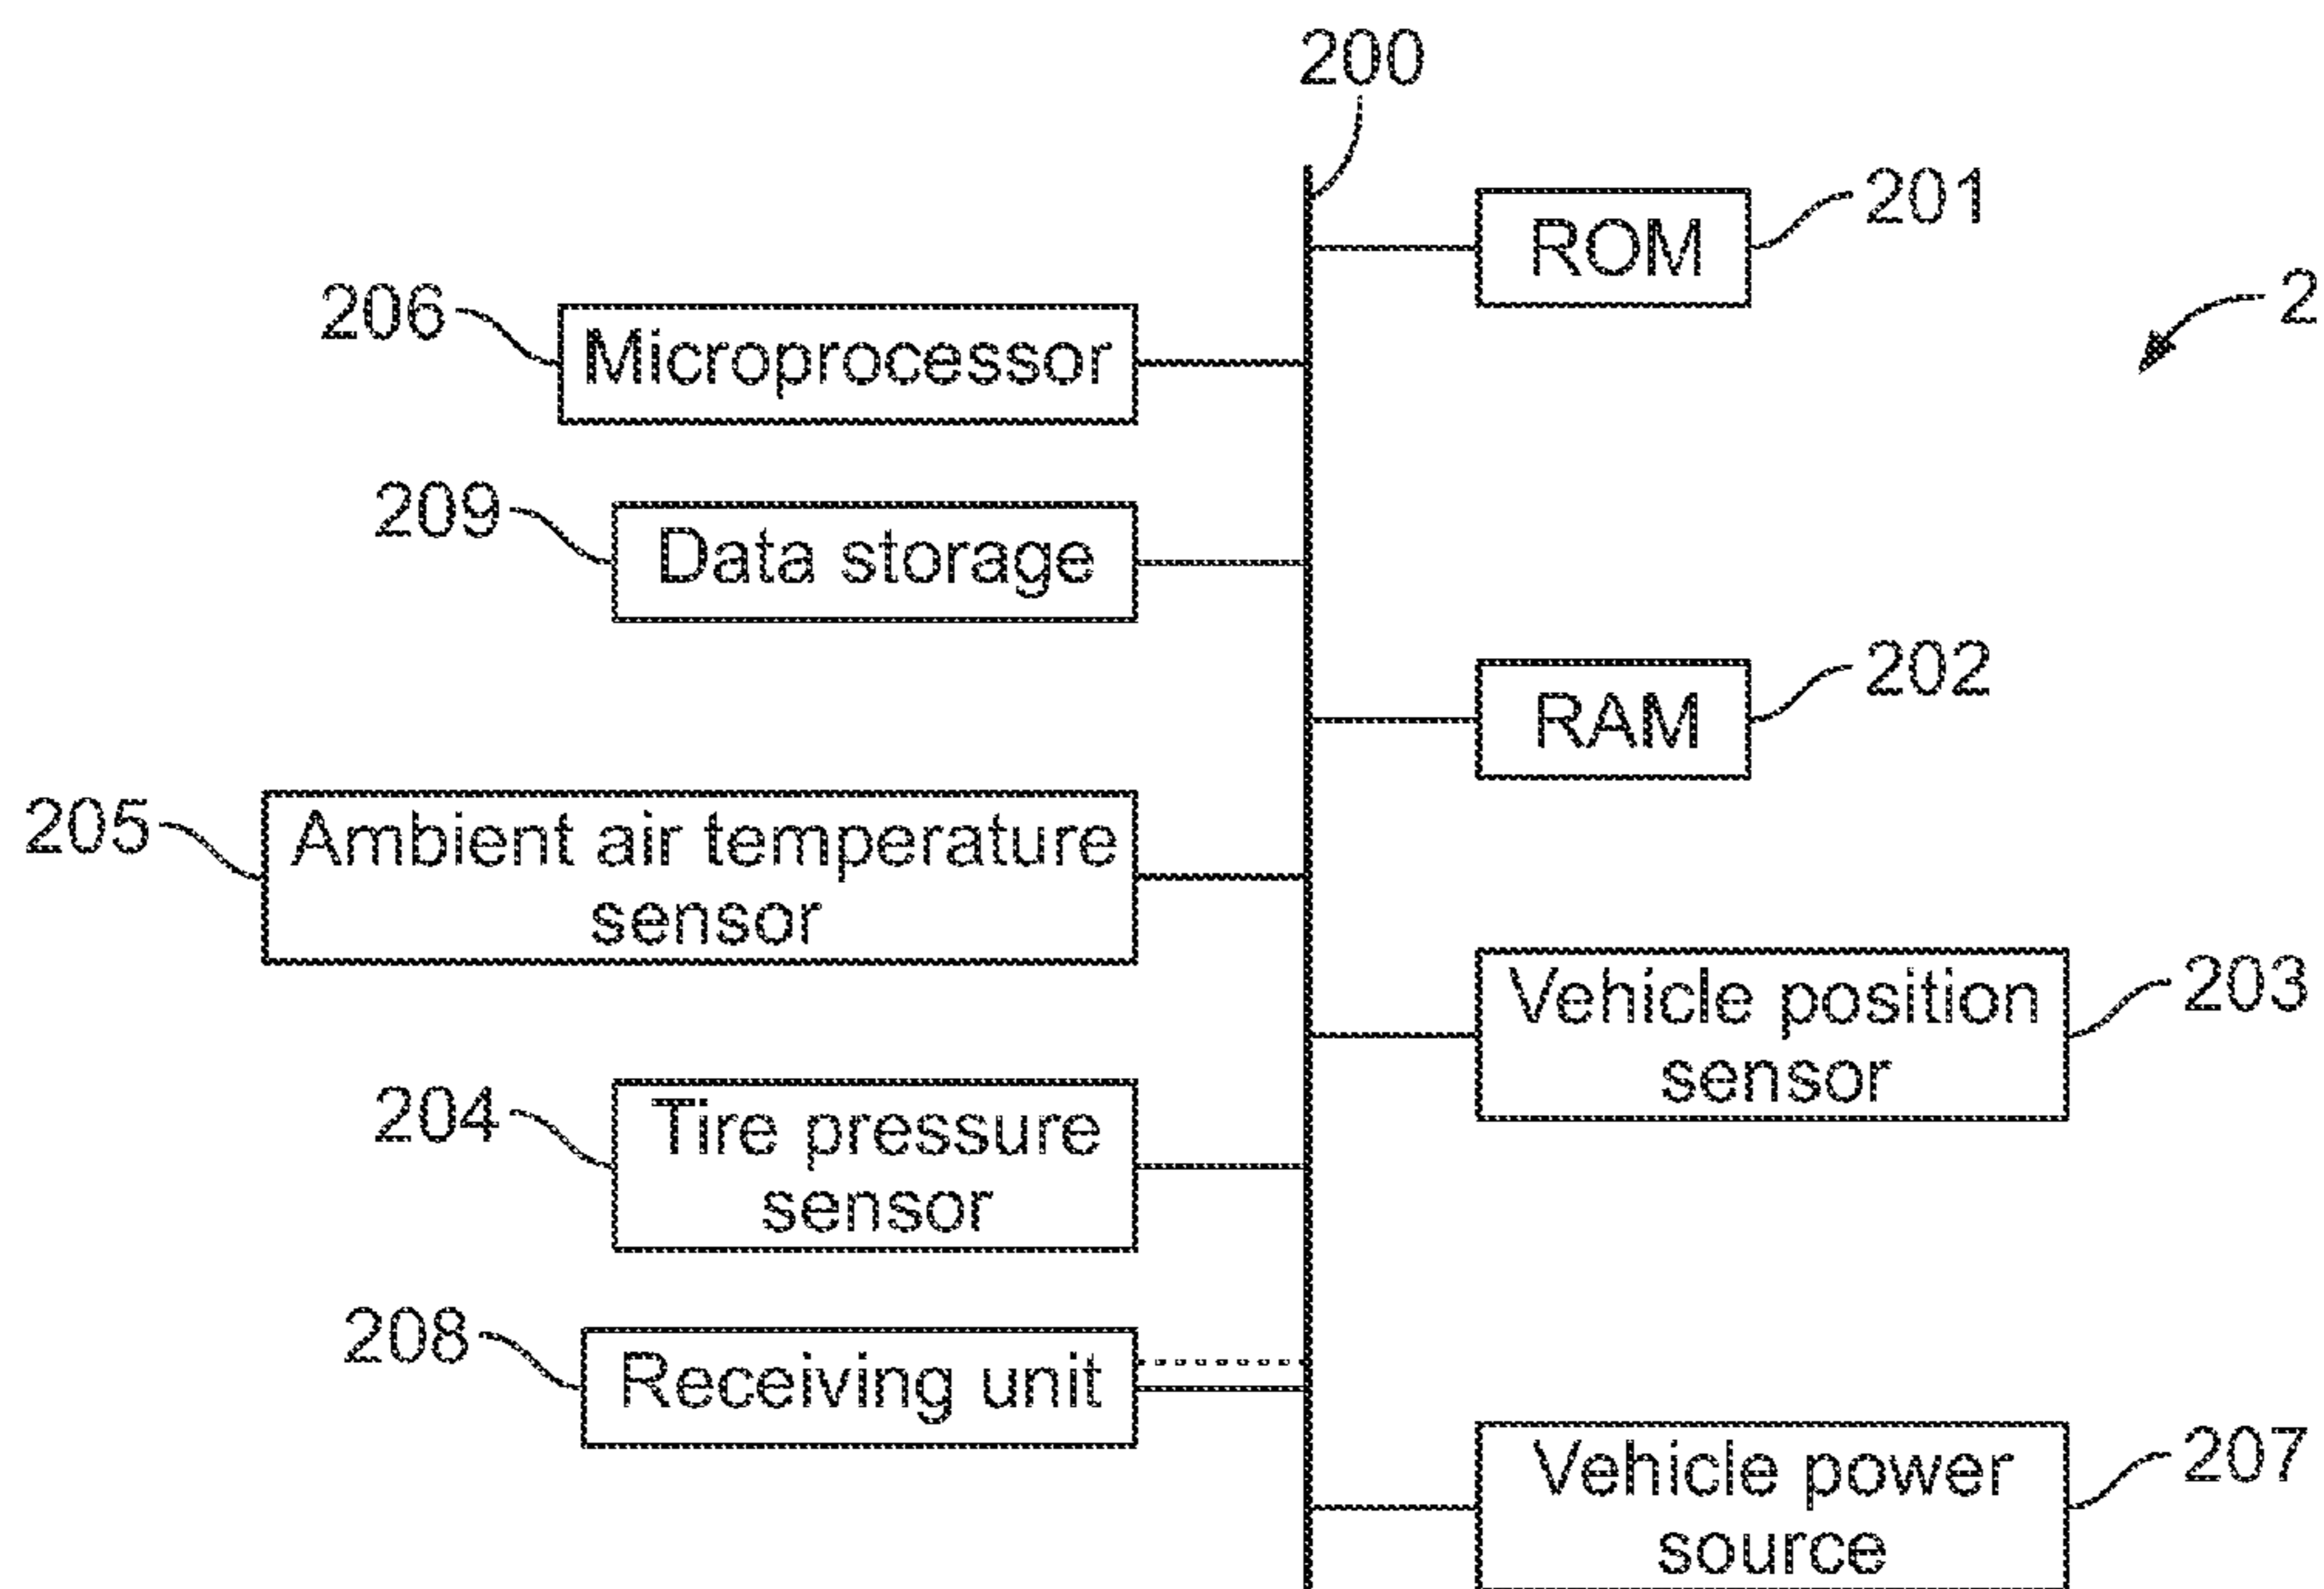 200
ROM
201
2
206
Microprocessor
209
Data storage
RAM
202
205
Ambient air temperature
sensor
Vehicle position
sensor
203
204
Tire pressure
sensor
208
Receiving unit
Vehicle power
source
207